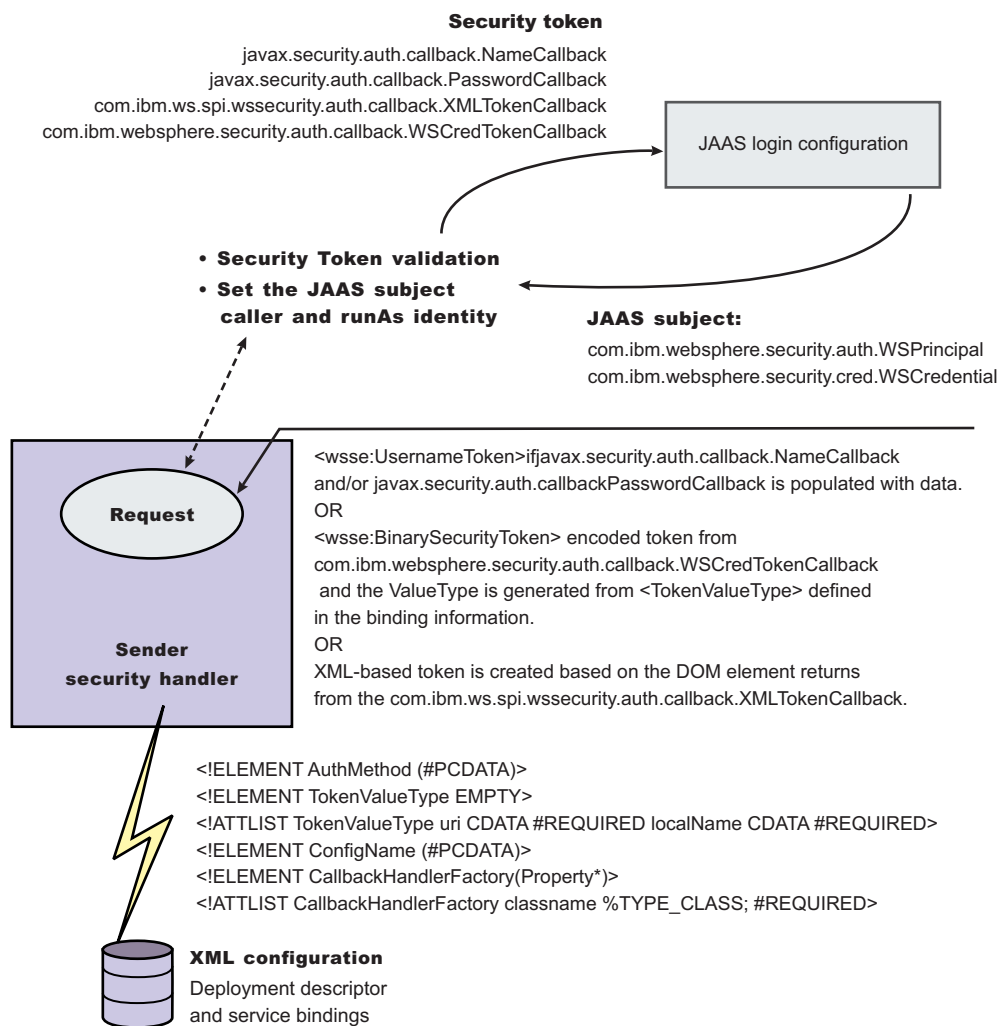 Security token
javax.security.auth.callback.NameCallback
javax.security.auth.callback.PasswordCallback
com.ibm.ws.spi.wssecurity.auth.callback.XMLTokenCallback
com.ibm.websphere.security.auth.callback.WSCredTokenCallback
JAAS login configuration
• Security Token validation
• Set the JAAS subject
caller and runAs identity
JAAS subject:
com.ibm.websphere.security.auth.WSPrincipal
com.ibm.websphere.security.cred.WSCredential
<wsse:UsernameToken>ifjavax.security.auth.callback.NameCallback
and/or javax.security.auth.callbackPasswordCallback is populated with data.
OR
<wsse:BinarySecurityToken> encoded token from
com.ibm.websphere.security.auth.callback.WSCredTokenCallback
and the ValueType is generated from <TokenValueType> defined
in the binding information.
OR
XML-based token is created based on the DOM element returns
from the com.ibm.ws.spi.wssecurity.auth.callback.XMLTokenCallback.
Request
Sender
security handler
<!ELEMENT AuthMethod (#PCDATA)>
<!ELEMENT TokenValueType EMPTY>
<!ATTLIST TokenValueType uri CDATA #REQUIRED localName CDATA #REQUIRED>
<!ELEMENT ConfigName (#PCDATA)>
<!ELEMENT CallbackHandlerFactory(Property*)>
<!ATTLIST CallbackHandlerFactory classname %TYPE_CLASS; #REQUIRED>
XML configuration
Deployment descriptor
and service bindings